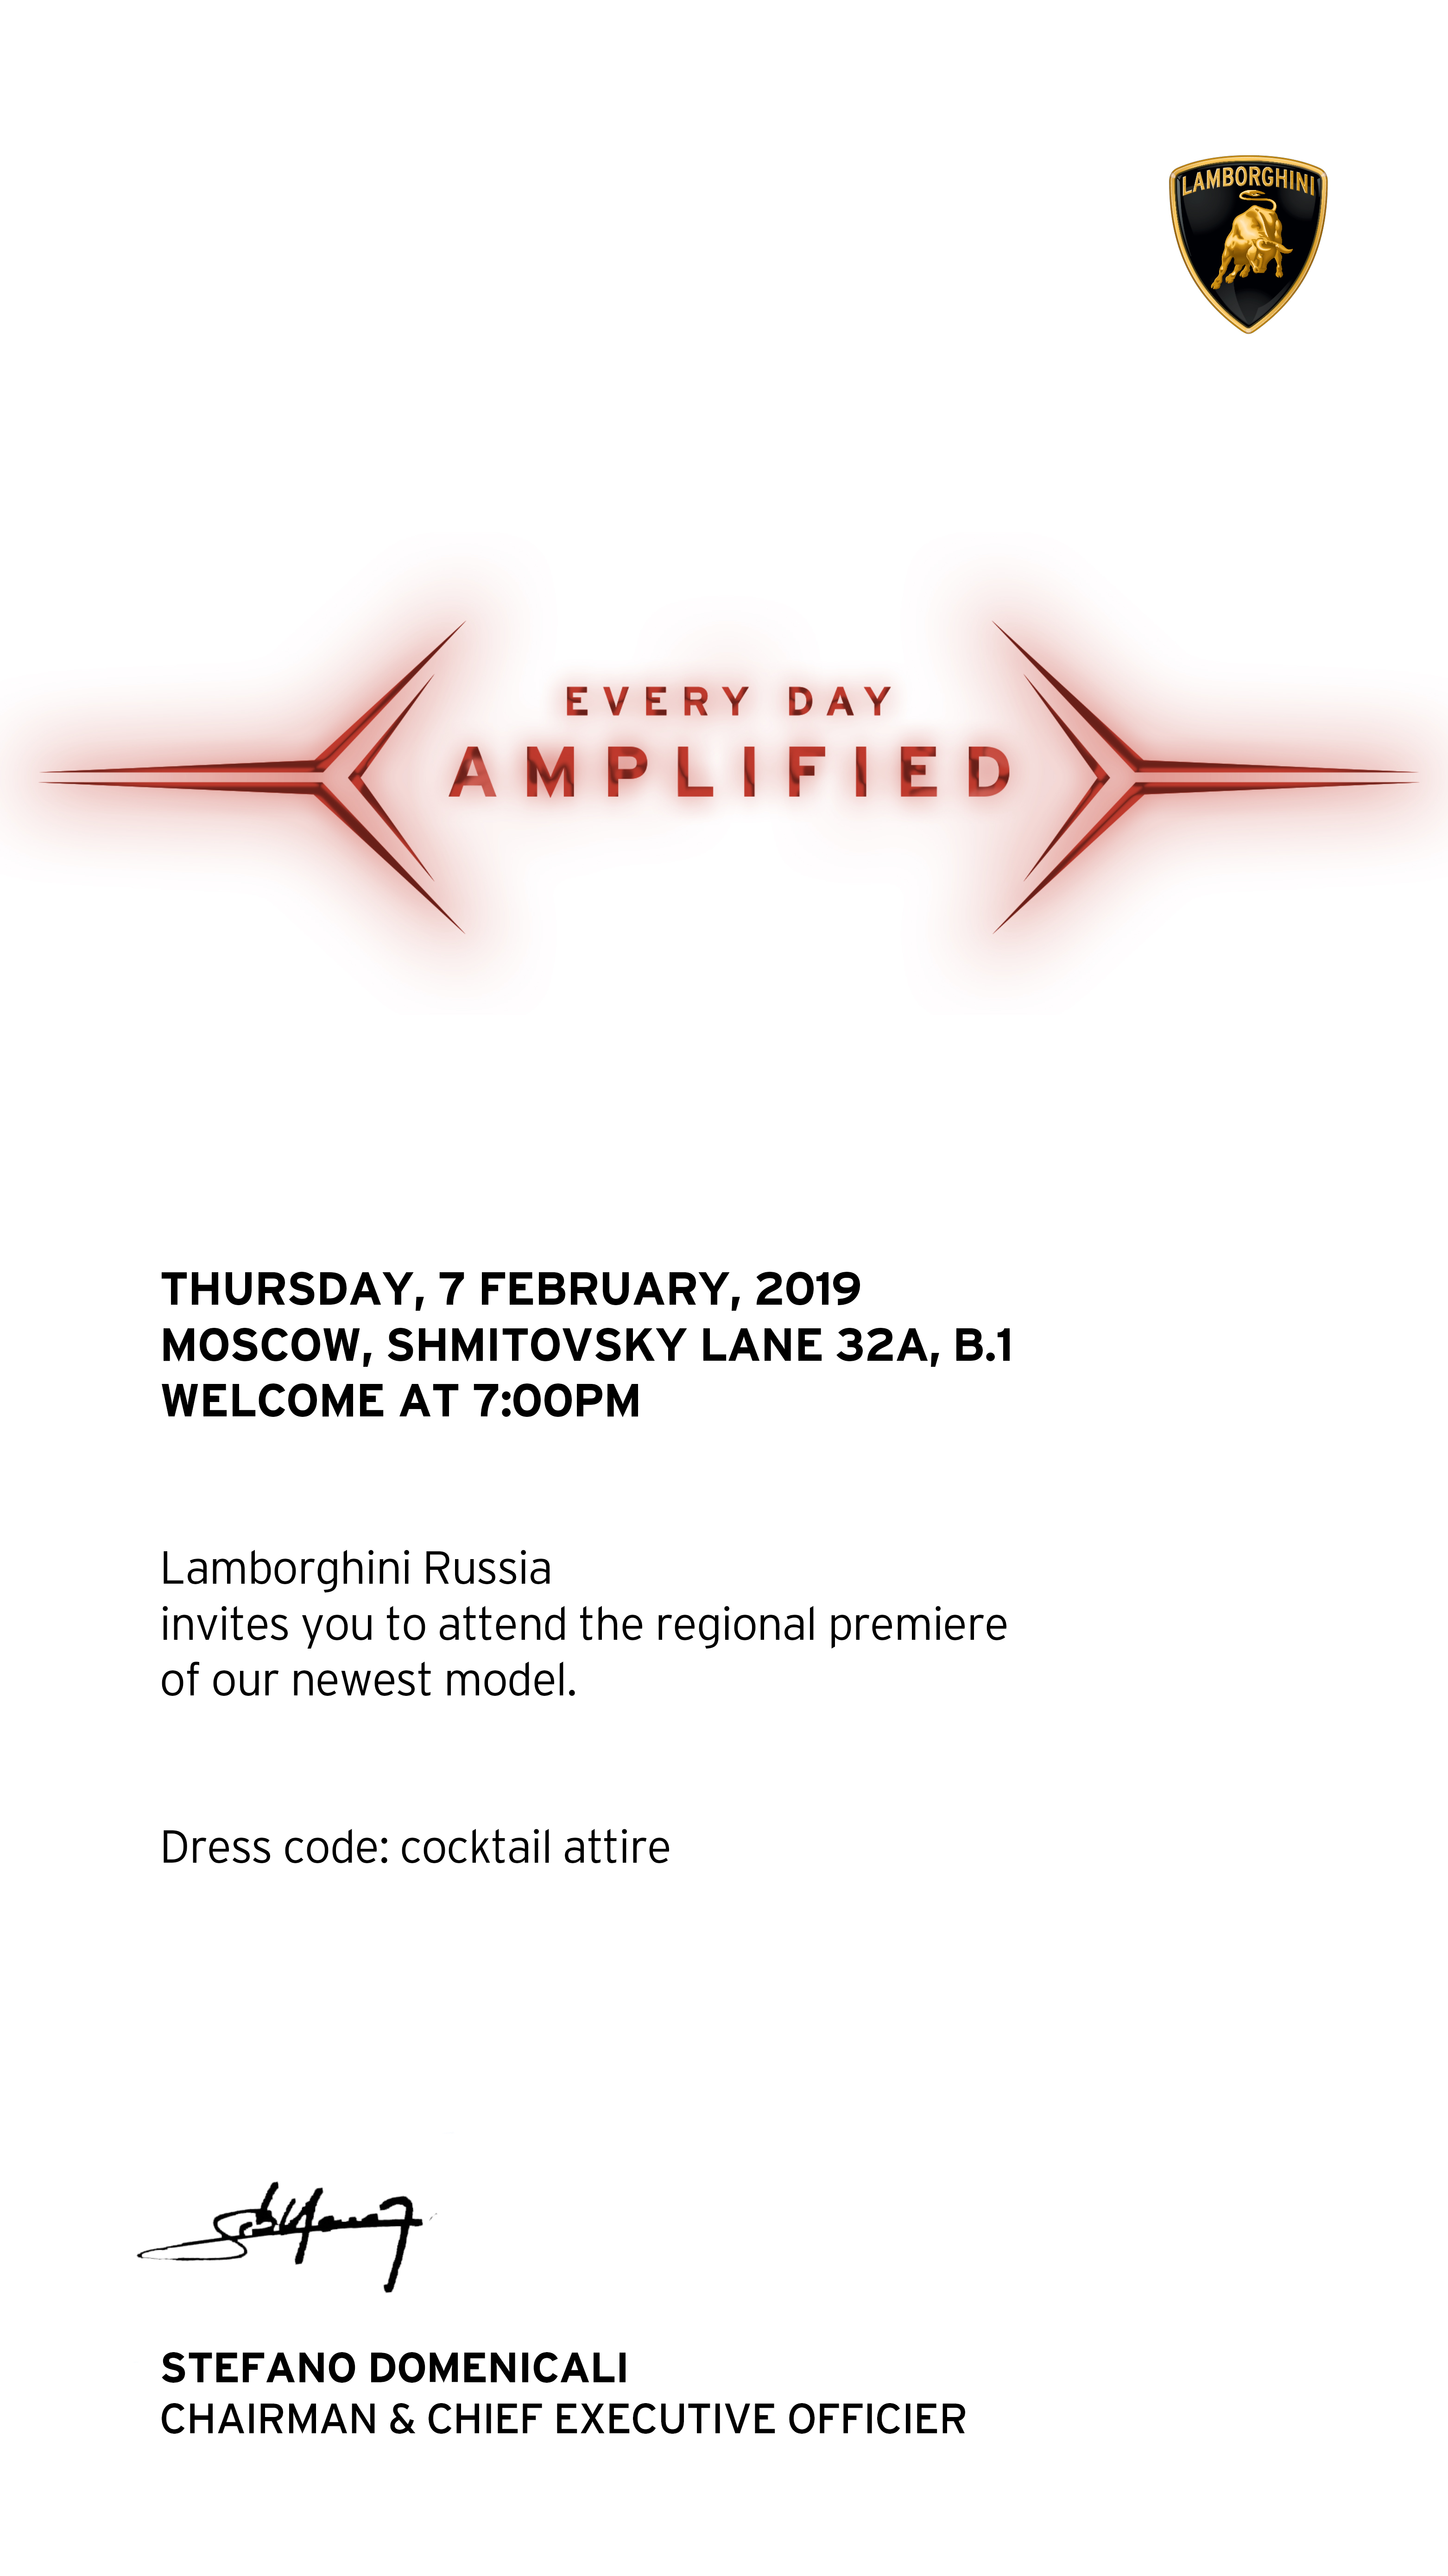 LAMBORGHINI
EVERY DAY
AMPLIFIED
THURSDAY, 7 FEBRUARY, 2019
MOSCOW, SHMITOVSKY LANE 32A, B.1
WELCOME AT 7:00PM
Lamborghini Russia
invites you to attend the regional premiere
of our newest model.
Dress code: cocktail attire
STEFANO DOMENICALI
CHAIRMAN & CHIEF EXECUTIVE OFFICIER